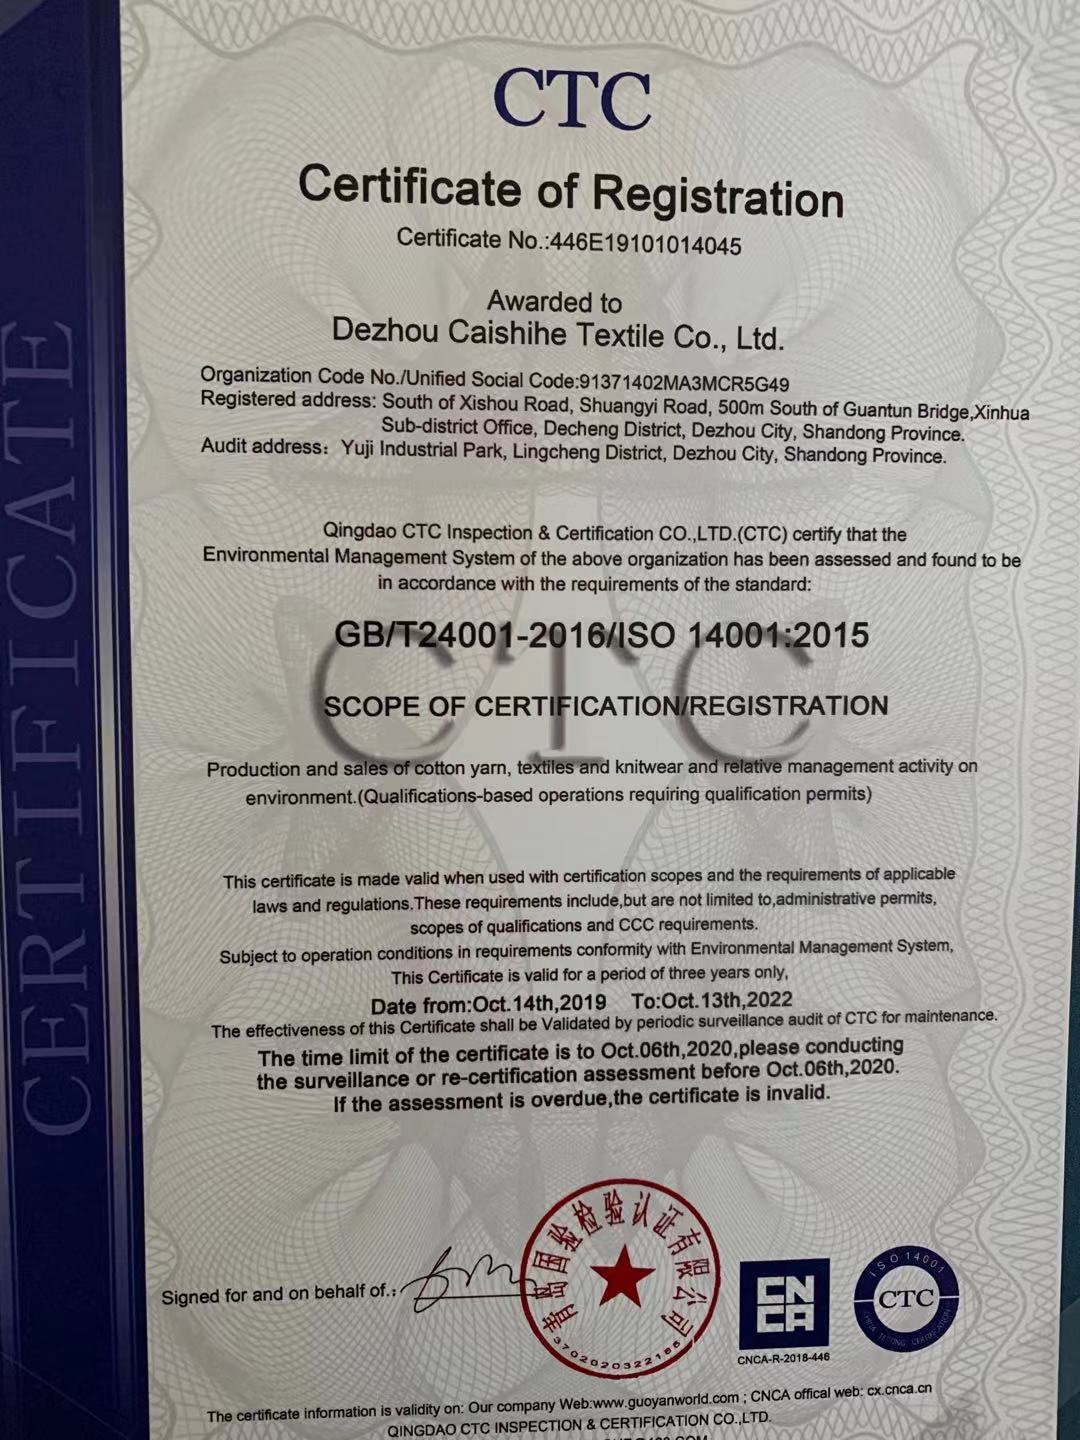 CERTIFICATE
CTC
Certificate of Registration
Certificate No.:446E19101014045
Awarded to
Dezhou Caishihe Textile Co., Ltd.
Organization Code No./Unified Social Code:91371402MA3MCR5G49
Registered address: South of Xishou Road, Shuangyi Road, 500m South of Guantun Bridge,Xinhua
Sub-district Office, Decheng District, Dezhou City, Shandong Province.
Audit address: Yuji Industrial Park, Lingcheng District, Dezhou City, Shandong Province.
Qingdao CTC Inspection & Certification CO.,LTD.(CTC) certify that the
Environmental Management System of the above organization has been assessed and found to be
in accordance with the requirements of the standard:
GB/T24001-2016/ISO 14001:2015
CTC
SCOPE OF CERTIFICATION/REGISTRATION
Production and sales of cotton yarn, textiles and knitwear and relative management activity on
environment.(Qualifications-based operations requiring qualification permits)
This certificate is made valid when used with certification scopes and the requirements of applicable
laws and regulations.These requirements include,but are not limited to,administrative permits,
scopes of qualifications and CCC requirements.
Subject to operation conditions in requirements conformity with Environmental Management System,
This Certificate is valid for a period of three years only,
Date from:Oct.14th,2019 To:Oct.13th,2022
The effectiveness of this Certificate shall be Validated by periodic surveillance audit of CTC for maintenance.
The time limit of the certificate is to Oct.06th,2020,please conducting
the surveillance or re-certification assessment before Oct.06th,2020.
If the assessment is overdue,the certificate is invalid.
Signed for and on behalf of.:
青岛国验检验认证有限公司
3702020322185
CNCA
CNCA-R-2018-446
ISO 14001
CTC
The certificate information is validity on: Our company Web:www.guoyanworld.com ; CNCA offical web: cx.cnca.cn
QINGDAO CTC INSPECTION & CERTIFICATION CO.,LTD.